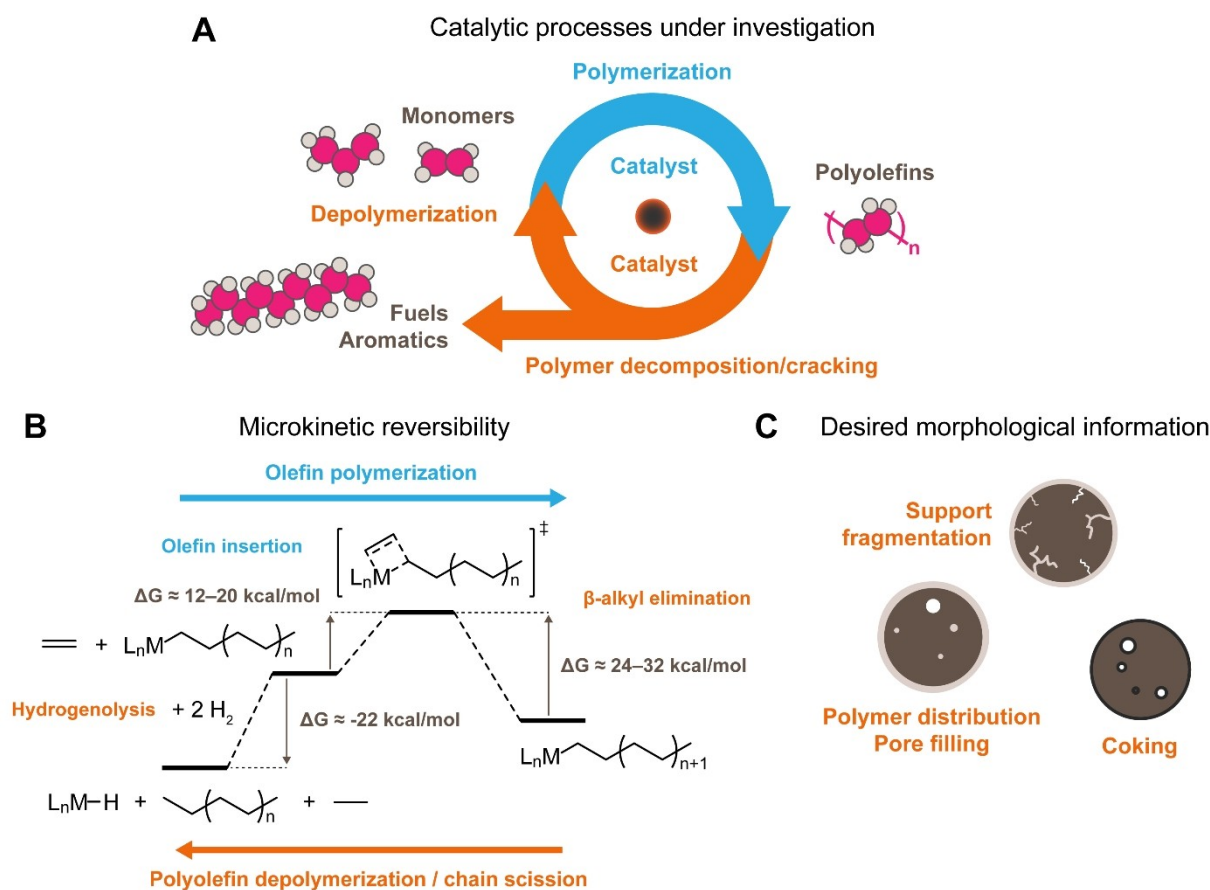 A
Catalytic processes under investigation
Polymerization
Monomers
Catalyst
Polyolefins
Depolymerization
n
Catalyst
Fuels
Aromatics
Polymer decomposition/cracking
B
Microkinetic reversibility
Olefin polymerization
Olefin insertion
‡
LnM
n
ΔG ≈ 12–20 kcal/mol
β-alkyl elimination
+ LnM
n
ΔG ≈ 24–32 kcal/mol
Hydrogenolysis + 2 H2
ΔG ≈ -22 kcal/mol
LnM
n+1
LnM–H + n +
Polyolefin depolymerization / chain scission
C
Desired morphological information
Support
fragmentation
Polymer distribution
Pore filling
Coking